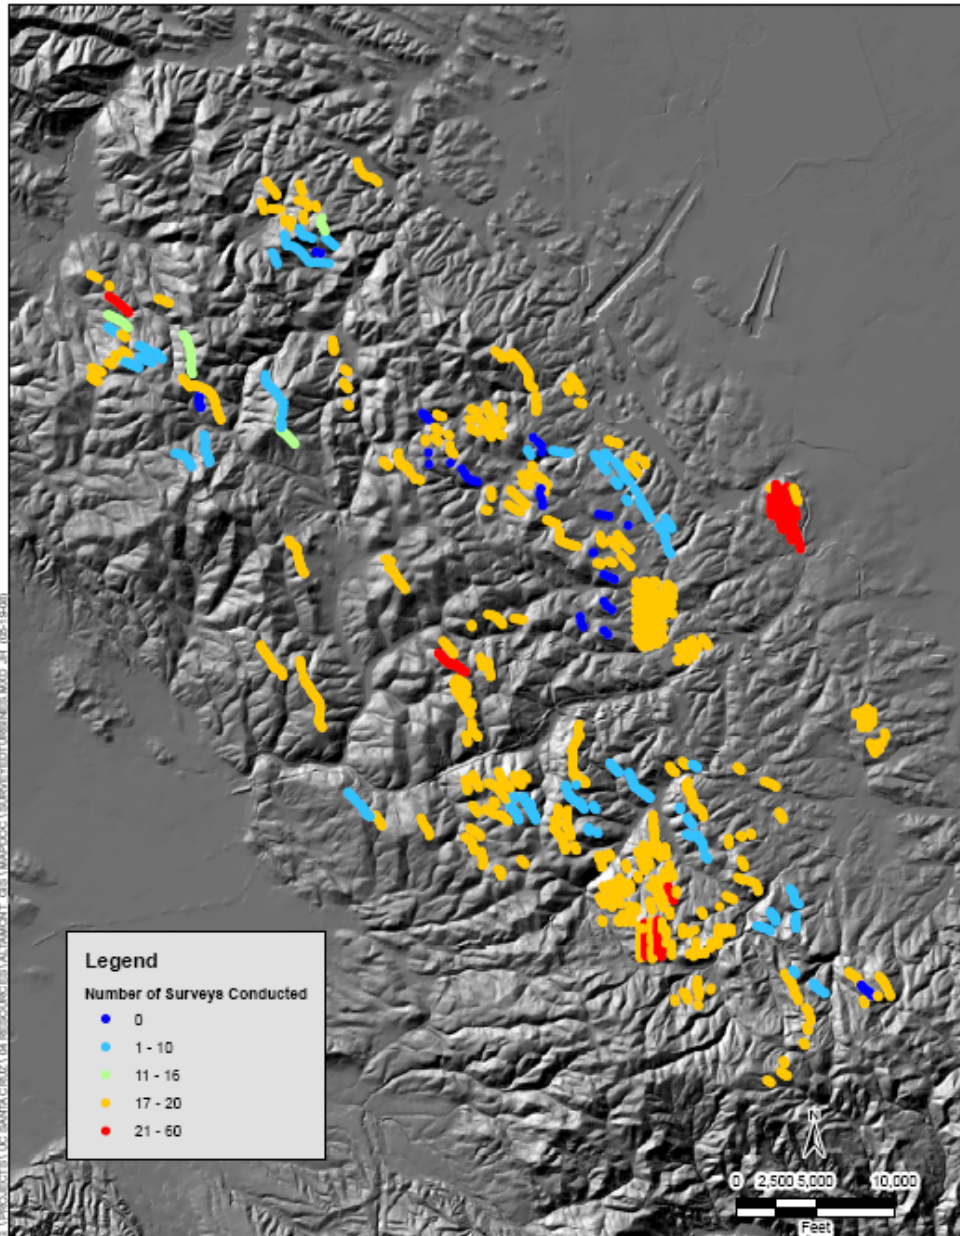 Legend
Number of Surveys Conducted
0
1 - 10
11 - 16
17 - 20
21 - 60
N
0 2,500 5,000 10,000
Feet